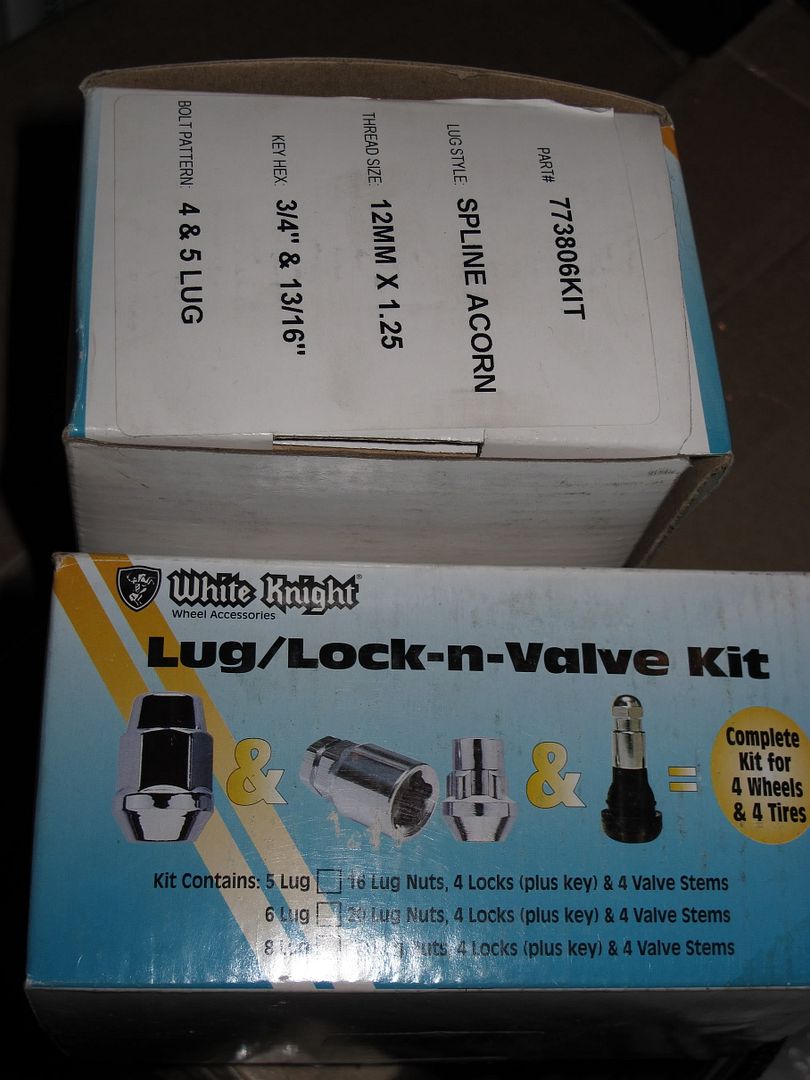 PART# 773806KIT
LUG STYLE: SPLINE ACORN
THREAD SIZE: 12MM X 1.25
KEY HEX: 3/4" & 13/16"
BOLT PATTERN: 4 & 5 LUG
White Knight®
Wheel Accessories
Lug/Lock-n-Valve Kit
& & =
Complete
Kit for
4 Wheels
& 4 Tires
Kit Contains: 5 Lug 16 Lug Nuts, 4 Locks (plus key) & 4 Valve Stems
6 Lug 20 Lug Nuts, 4 Locks (plus key) & 4 Valve Stems
8 Lug Nuts, 4 Locks (plus key) & 4 Valve Stems